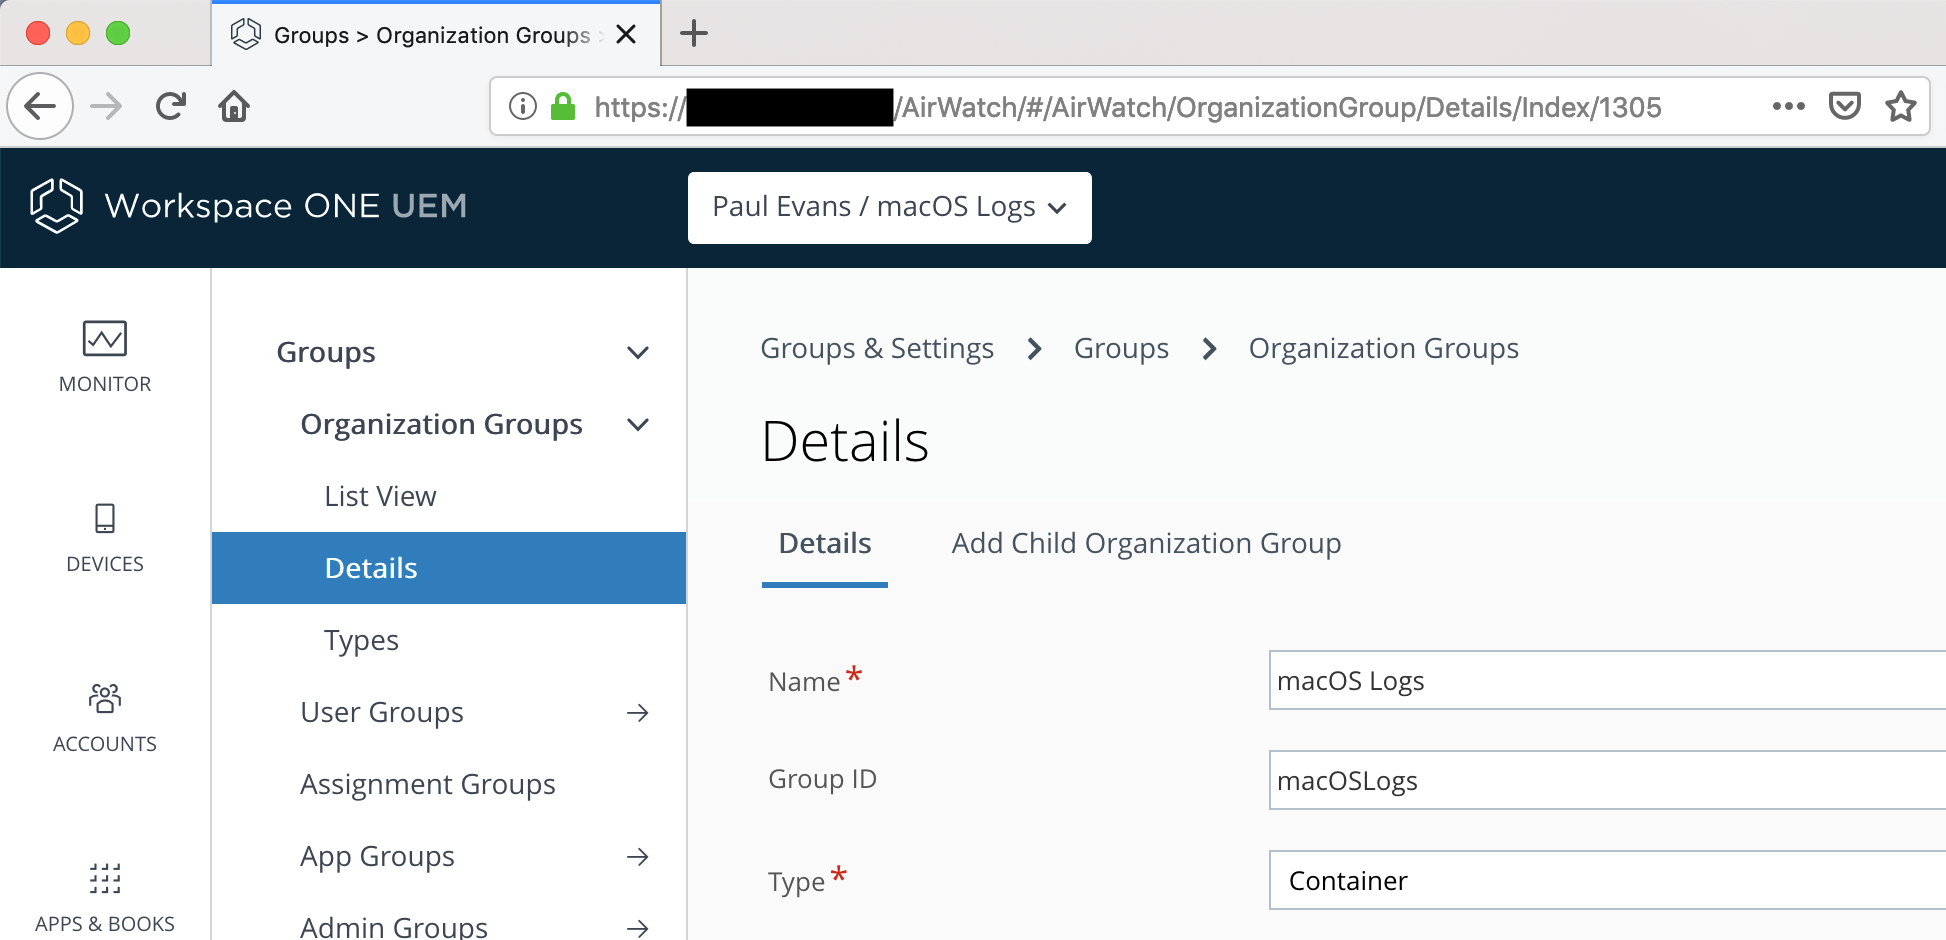 Groups > Organization Groups >
https:// /AirWatch/#/AirWatch/OrganizationGroup/Details/Index/1305
Workspace ONE UEM
Paul Evans / macOS Logs
MONITOR
DEVICES
ACCOUNTS
APPS & BOOKS
Groups
Organization Groups
List View
Details
Types
User Groups
Assignment Groups
App Groups
Admin Groups
Groups & Settings > Groups > Organization Groups
Details
Details Add Child Organization Group
Name * macOS Logs
Group ID macOSLogs
Type * Container